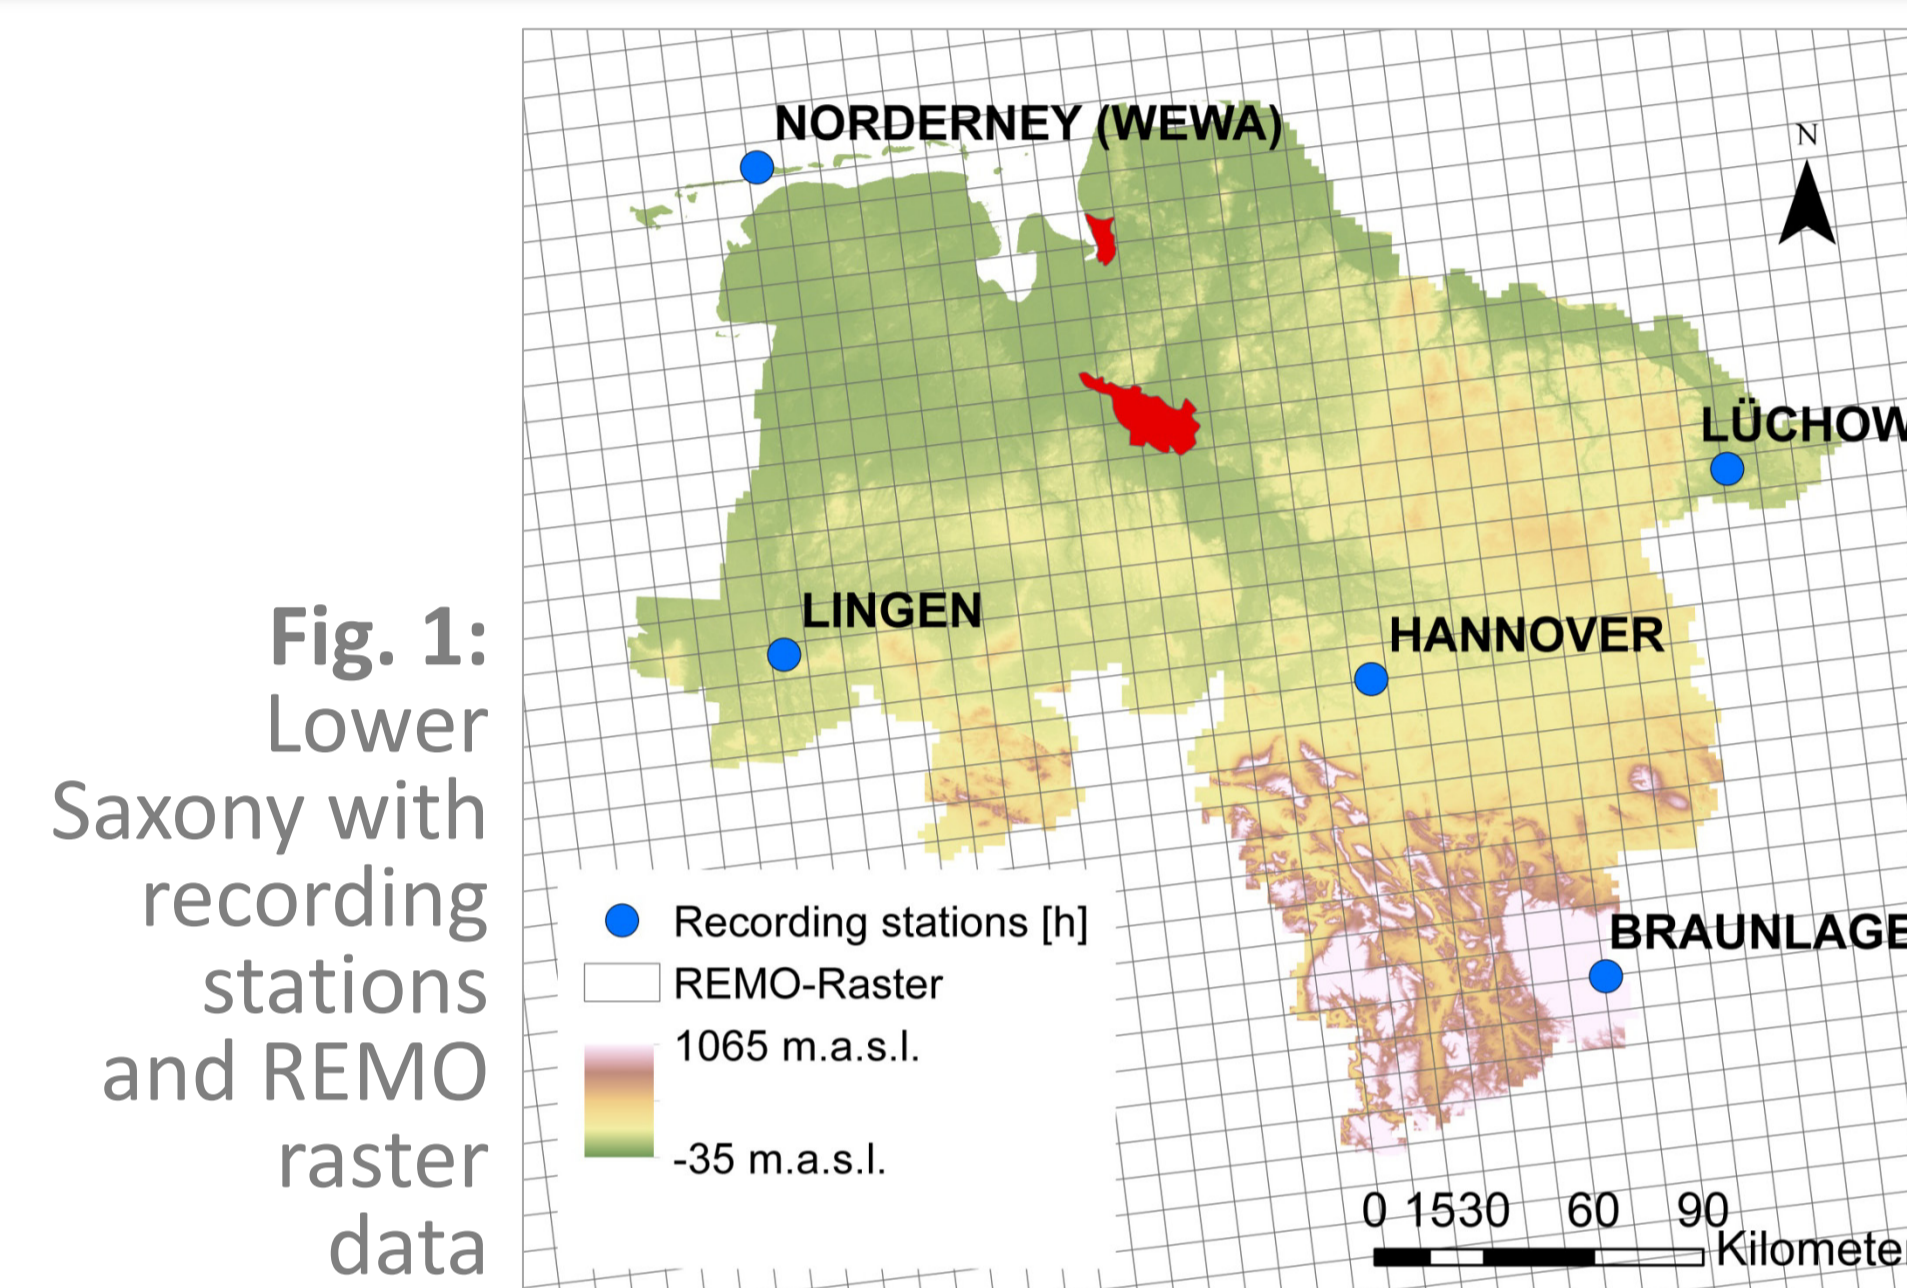 Fig. 1:
Lower
Saxony with
recording
stations
and REMO
raster
data
NORDERNEY (WEWA)
N
LÜCHOW
LINGEN
HANNOVER
BRAUNLAGE
Recording stations [h]
REMO-Raster
1065 m.a.s.l.
-35 m.a.s.l.
0 1530 60 90
Kilomete